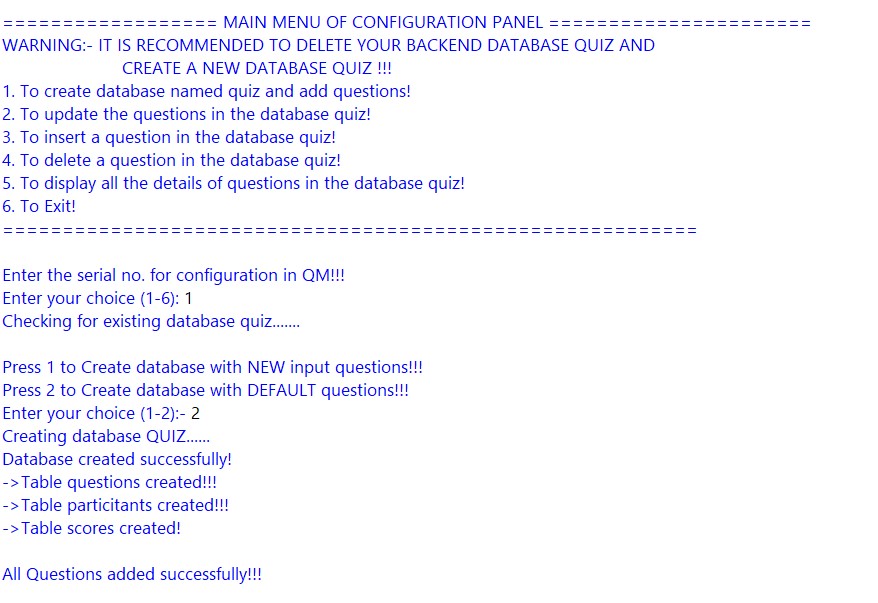 ================== MAIN MENU OF CONFIGURATION PANEL ======================
WARNING:- IT IS RECOMMENDED TO DELETE YOUR BACKEND DATABASE QUIZ AND
CREATE A NEW DATABASE QUIZ !!!
1. To create database named quiz and add questions!
2. To update the questions in the database quiz!
3. To insert a question in the database quiz!
4. To delete a question in the database quiz!
5. To display all the details of questions in the database quiz!
6. To Exit!
==========================================================
Enter the serial no. for configuration in QM!!!
Enter your choice (1-6): 1
Checking for existing database quiz.......
Press 1 to Create database with NEW input questions!!!
Press 2 to Create database with DEFAULT questions!!!
Enter your choice (1-2):- 2
Creating database QUIZ......
Database created successfully!
->Table questions created!!!
->Table particitants created!!!
->Table scores created!
All Questions added successfully!!!